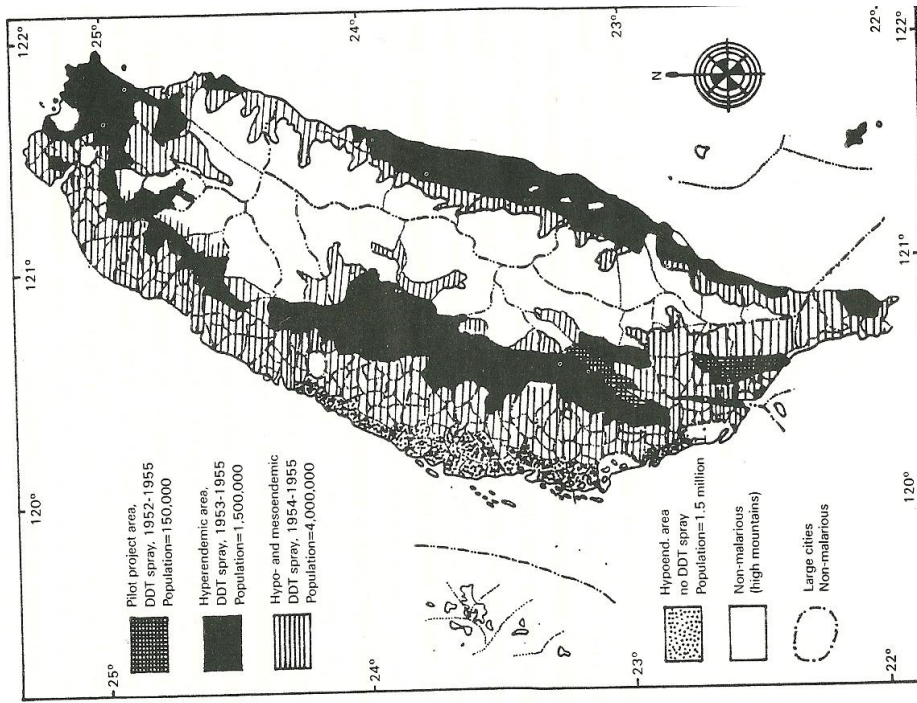 120°
121°
122°
25°
25°
24°
24°
23°
23°
22°
22°
120°
121°
122°
Pilot project area,
DDT spray, 1952-1955
Population=150,000
Hyperendemic area,
DDT spray, 1953-1955
Population=1,500,000
Hypo- and mesoendemic
DDT spray, 1954-1955
Population=4,000,000
Hypoend. area
no DDT spray
Population=1.5 million
Non-malarious
(high mountains)
Large cities
Non-malarious
N